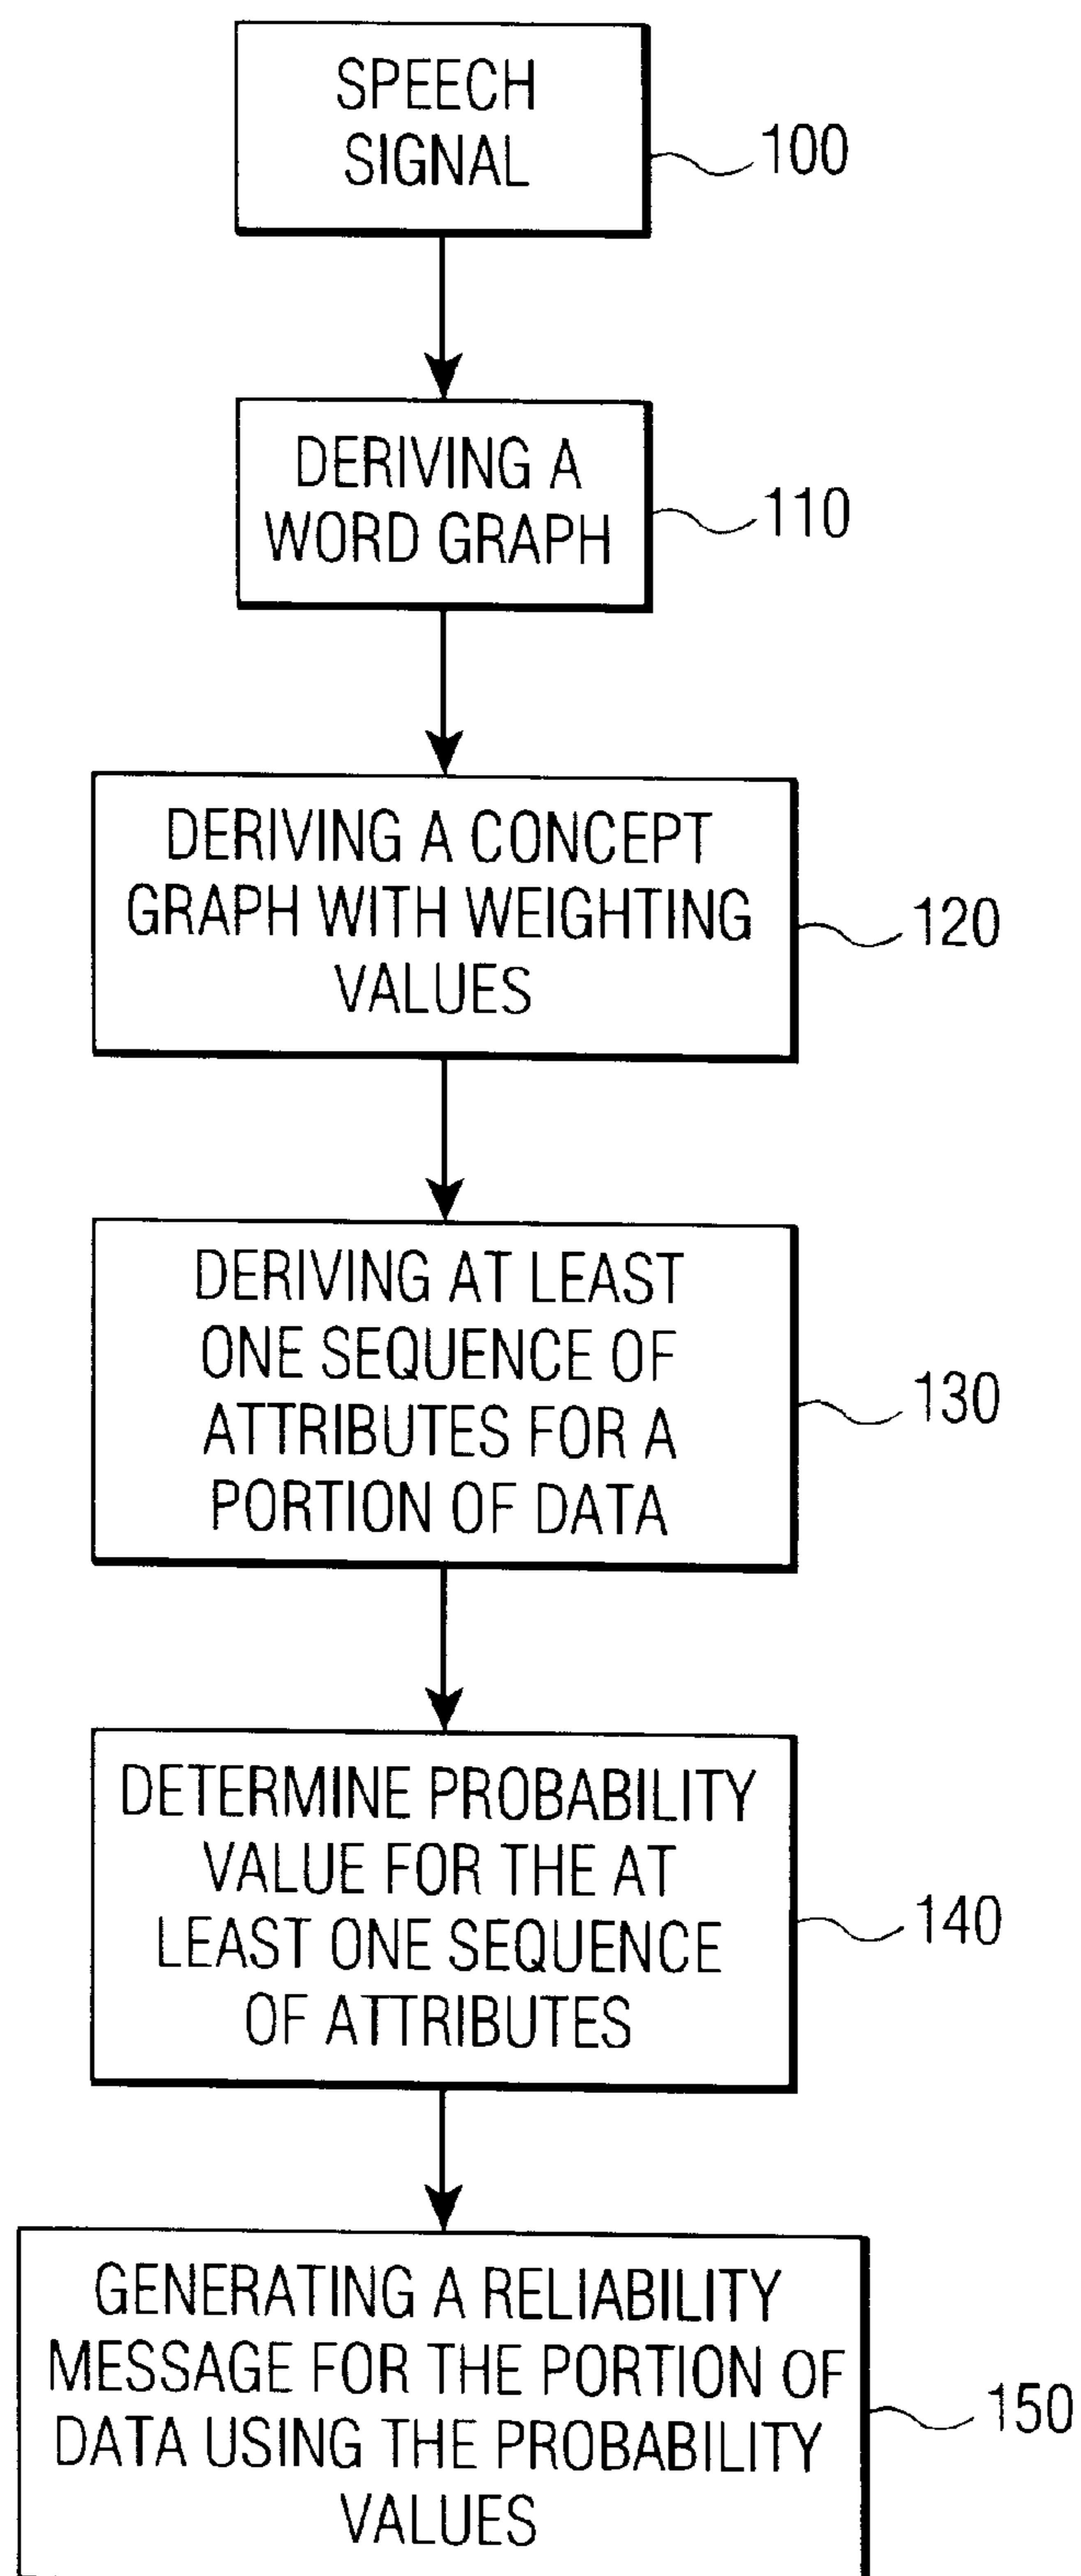 SPEECH
SIGNAL
100
DERIVING A
WORD GRAPH
110
DERIVING A CONCEPT
GRAPH WITH WEIGHTING
VALUES
120
DERIVING AT LEAST
ONE SEQUENCE OF
ATTRIBUTES FOR A
PORTION OF DATA
130
DETERMINE PROBABILITY
VALUE FOR THE AT
LEAST ONE SEQUENCE
OF ATTRIBUTES
140
GENERATING A RELIABILITY
MESSAGE FOR THE PORTION OF
DATA USING THE PROBABILITY
VALUES
150